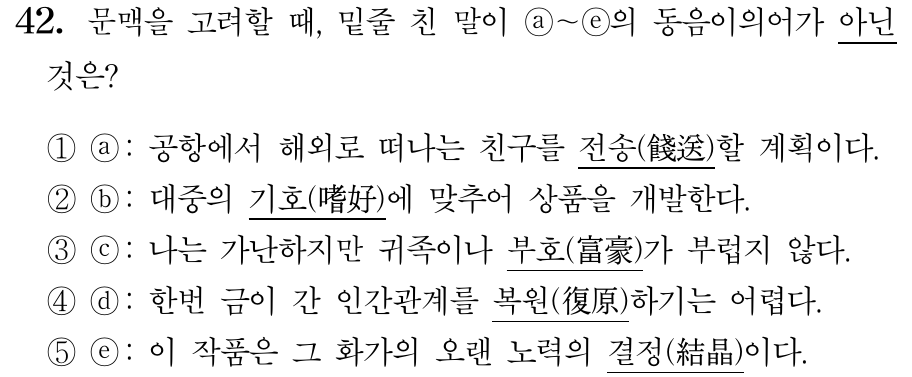 42. 문맥을 고려할 때, 밑줄 친 말이 ⓐ~ⓔ의 동음이의어가 아닌
것은?
① ⓐ: 공항에서 해외로 떠나는 친구를 전송(餞送)할 계획이다.
② ⓑ: 대중의 기호(嗜好)에 맞추어 상품을 개발한다.
③ ⓒ: 나는 가난하지만 귀족이나 부호(富豪)가 부럽지 않다.
④ ⓓ: 한번 금이 간 인간관계를 복원(復原)하기는 어렵다.
⑤ ⓔ: 이 작품은 그 화가의 오랜 노력의 결정(結晶)이다.